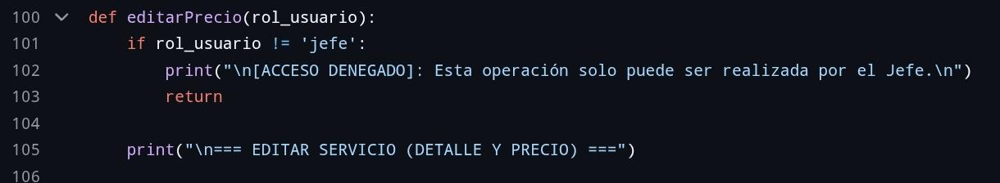 100 def editarPrecio(rol_usuario):
101 if rol_usuario != 'jefe':
102 print("\n[ACCESO DENEGADO]: Esta operación solo puede ser realizada por el Jefe.\n")
103 return
104
105 print("\n=== EDITAR SERVICIO (DETALLE Y PRECIO) ===")
106